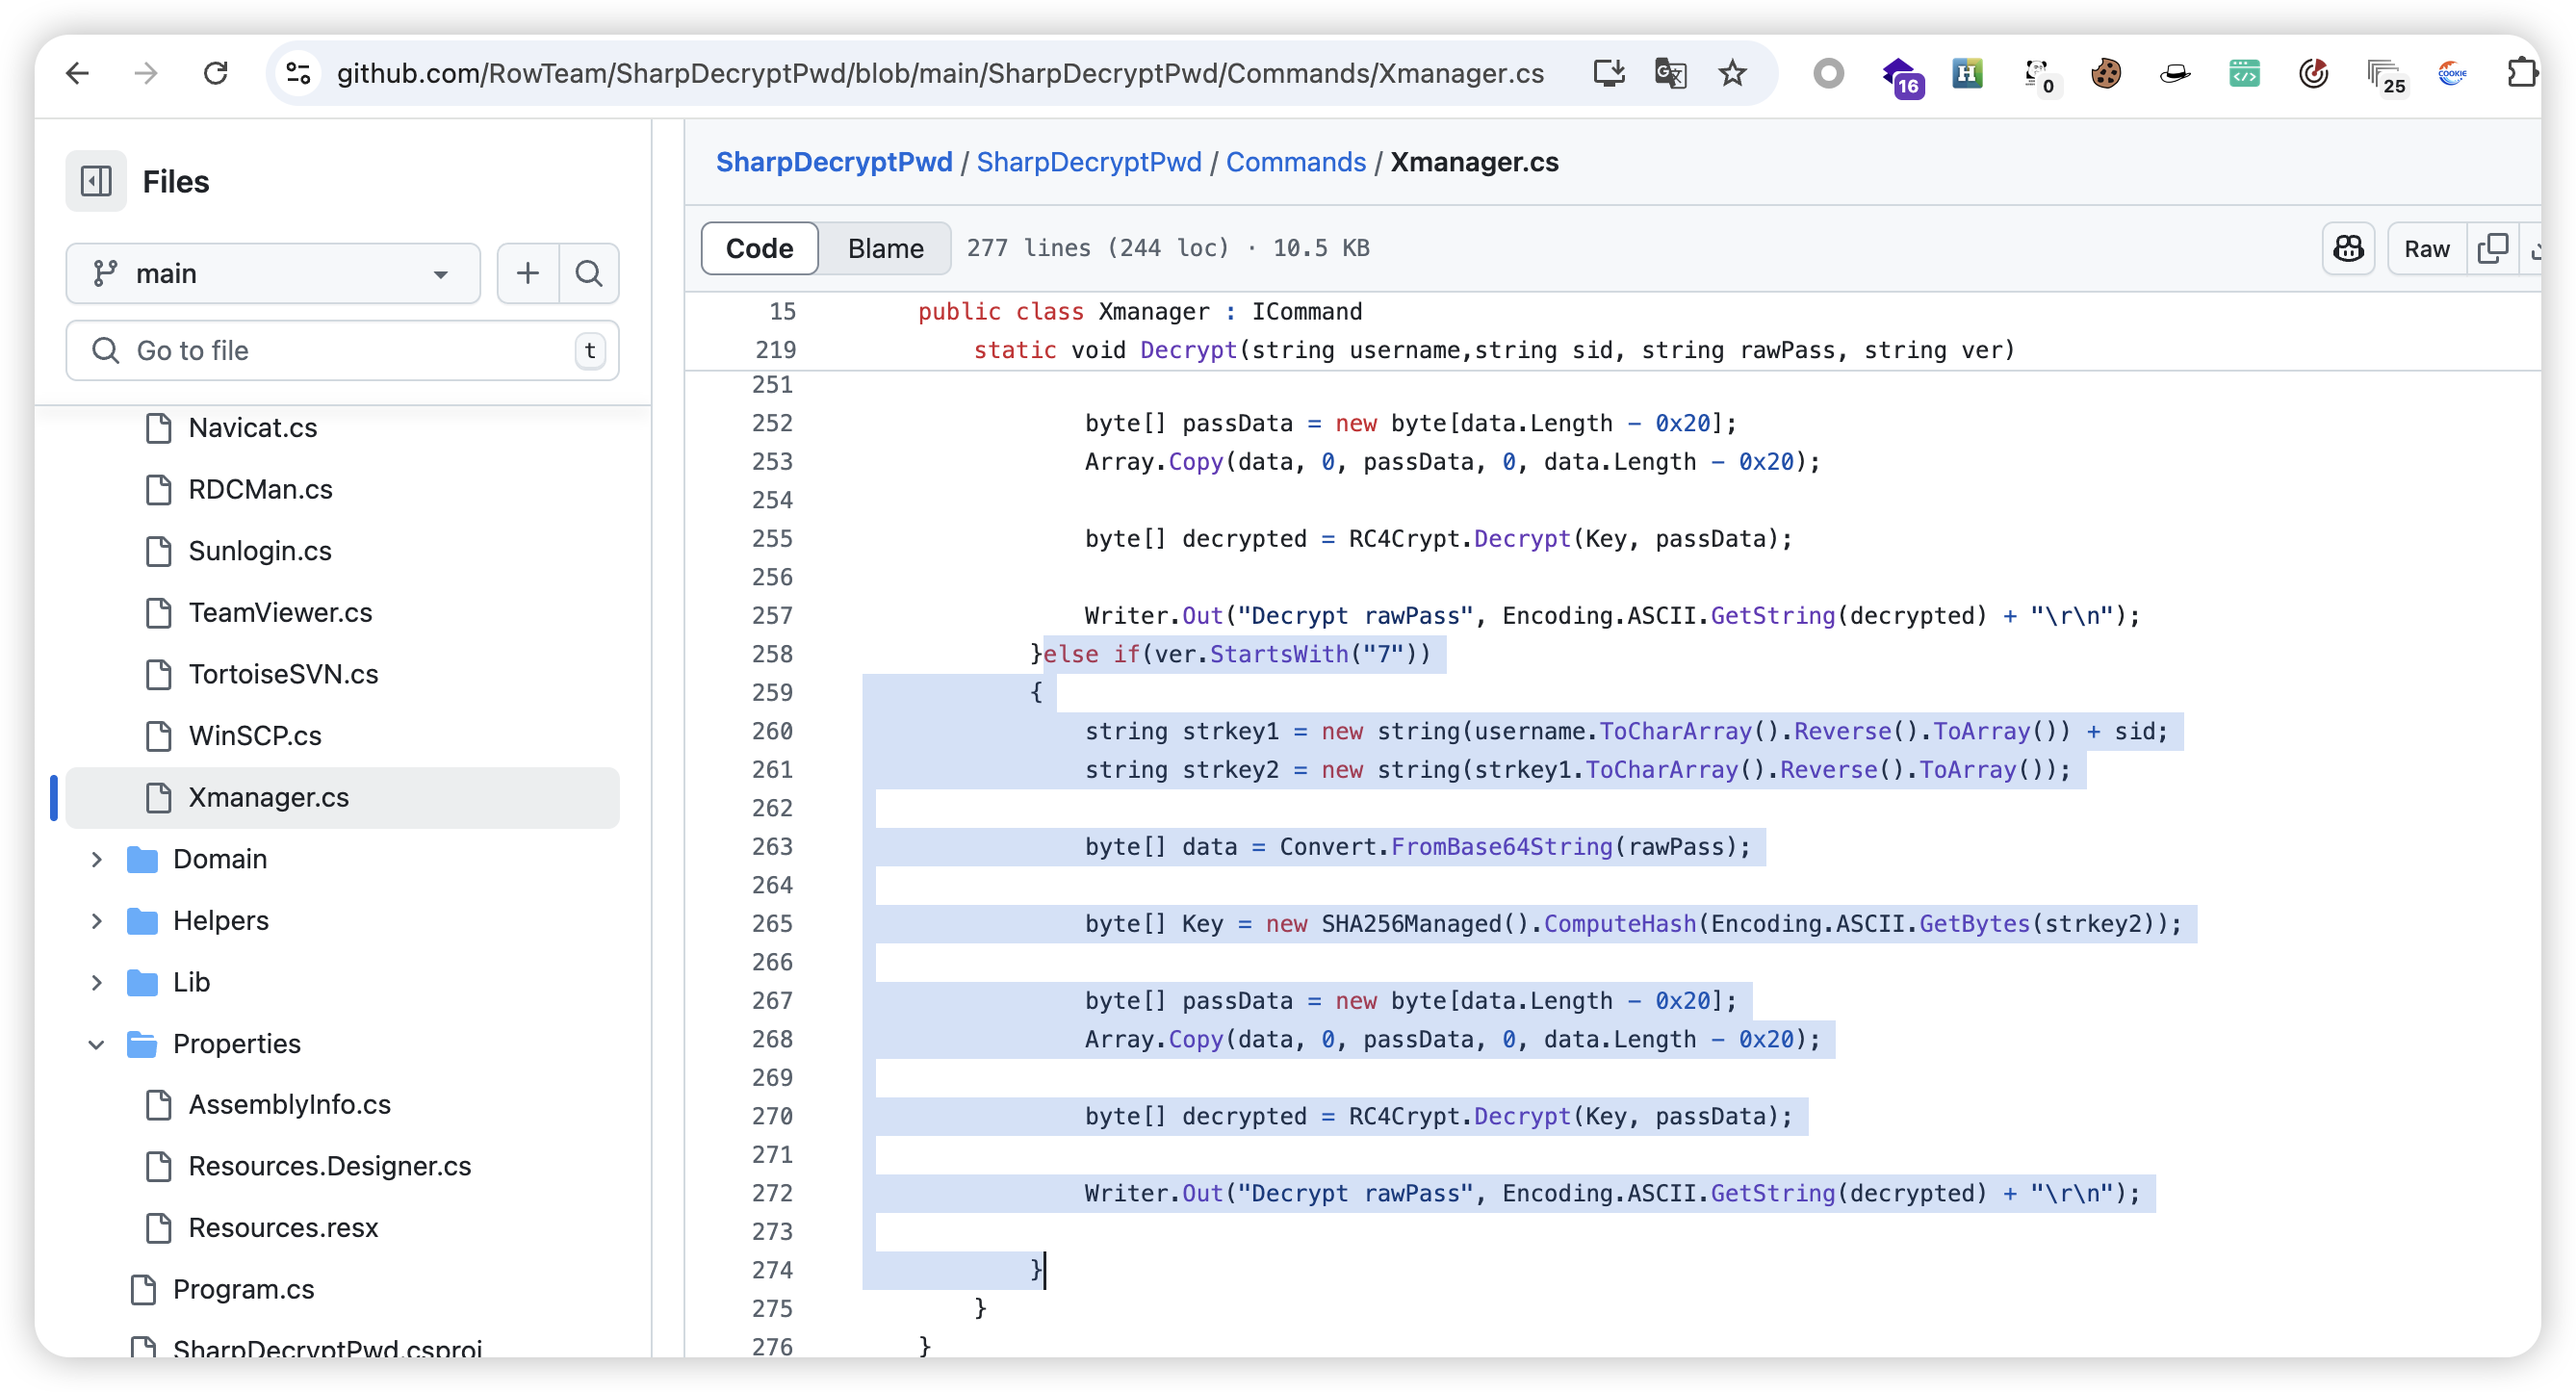 github.com/RowTeam/SharpDecryptPwd/blob/main/SharpDecryptPwd/Commands/Xmanager.cs
16
H
0
25
COOKIE
Files
main
Go to file
t
Navicat.cs
RDCMan.cs
Sunlogin.cs
TeamViewer.cs
TortoiseSVN.cs
WinSCP.cs
Xmanager.cs
Domain
Helpers
Lib
Properties
AssemblyInfo.cs
Resources.Designer.cs
Resources.resx
Program.cs
SharpDecryptPwd.csproj
SharpDecryptPwd / SharpDecryptPwd / Commands / Xmanager.cs
Code Blame 277 lines (244 loc) · 10.5 KB Raw
15 public class Xmanager : ICommand
219 static void Decrypt(string username,string sid, string rawPass, string ver)
251
252 byte[] passData = new byte[data.Length - 0x20];
253 Array.Copy(data, 0, passData, 0, data.Length - 0x20);
254
255 byte[] decrypted = RC4Crypt.Decrypt(Key, passData);
256
257 Writer.Out("Decrypt rawPass", Encoding.ASCII.GetString(decrypted) + "\r\n");
258 }else if(ver.StartsWith("7"))
259 {
260 string strkey1 = new string(username.ToCharArray().Reverse().ToArray()) + sid;
261 string strkey2 = new string(strkey1.ToCharArray().Reverse().ToArray());
262
263 byte[] data = Convert.FromBase64String(rawPass);
264
265 byte[] Key = new SHA256Managed().ComputeHash(Encoding.ASCII.GetBytes(strkey2));
266
267 byte[] passData = new byte[data.Length - 0x20];
268 Array.Copy(data, 0, passData, 0, data.Length - 0x20);
269
270 byte[] decrypted = RC4Crypt.Decrypt(Key, passData);
271
272 Writer.Out("Decrypt rawPass", Encoding.ASCII.GetString(decrypted) + "\r\n");
273
274 }
275 }
276 }